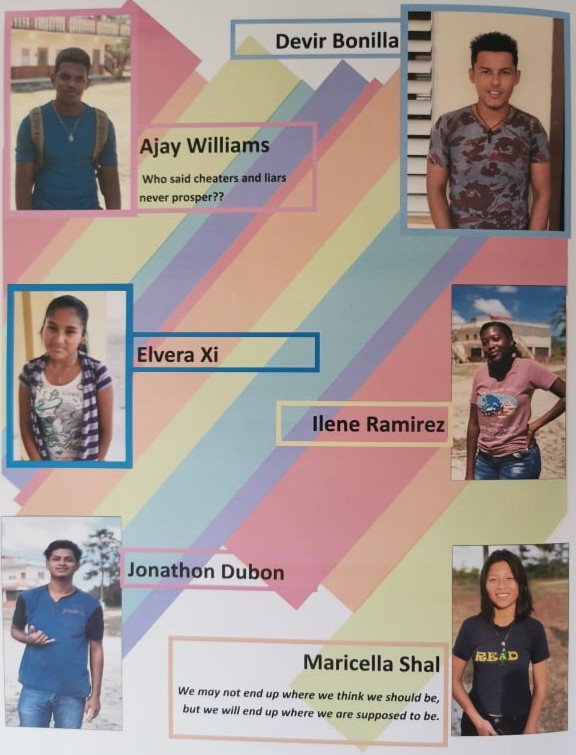 Devir Bonilla
Ajay Williams
Who said cheaters and liars
never prosper??
Elvera Xi
Ilene Ramirez
Jonathon Dubon
Maricella Shal
We may not end up where we think we should be,
but we will end up where we are supposed to be.
READ